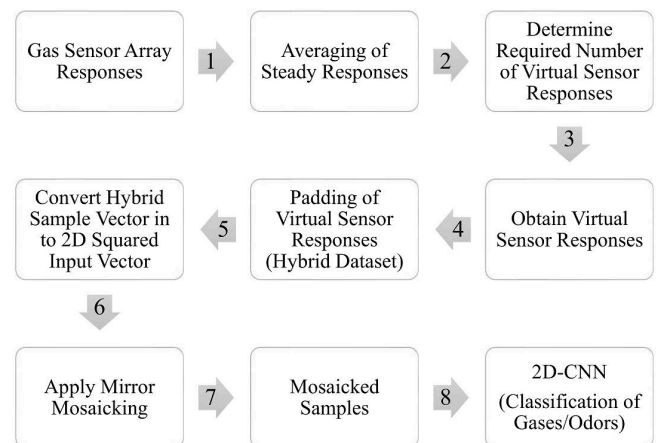 Gas Sensor Array
Responses
1
Averaging of
Steady Responses
2
Determine
Required Number
of Virtual Sensor
Responses
3
Obtain Virtual
Sensor Responses
4
Padding of
Virtual Sensor
Responses
(Hybrid Dataset)
5
Convert Hybrid
Sample Vector in
to 2D Squared
Input Vector
6
Apply Mirror
Mosaicking
7
Mosaicked
Samples
8
2D-CNN
(Classification of
Gases/Odors)